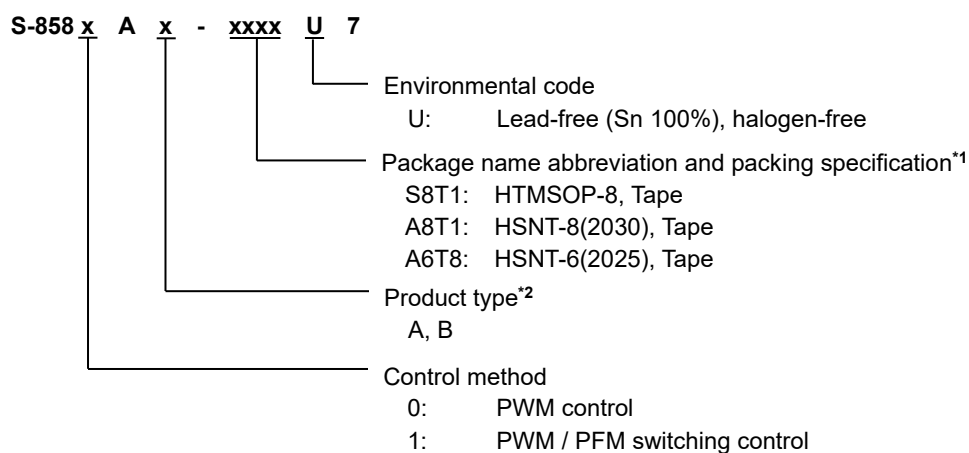 S-858 x A x - xxxx U 7
Environmental code
U: Lead-free (Sn 100%), halogen-free
Package name abbreviation and packing specification*1
S8T1: HTMSOP-8, Tape
A8T1: HSNT-8(2030), Tape
A6T8: HSNT-6(2025), Tape
Product type*2
A, B
Control method
0: PWM control
1: PWM / PFM switching control